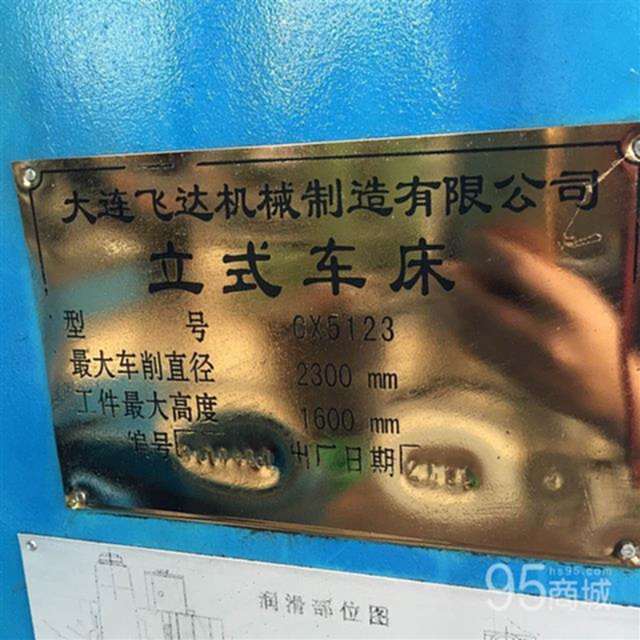 大连飞达机械制造有限公司
立式车床
型号 CX5123
最大车削直径 2300 mm
工件最大高度 1600 mm
编号 出厂日期
润滑部位图
95商城
hs95.com